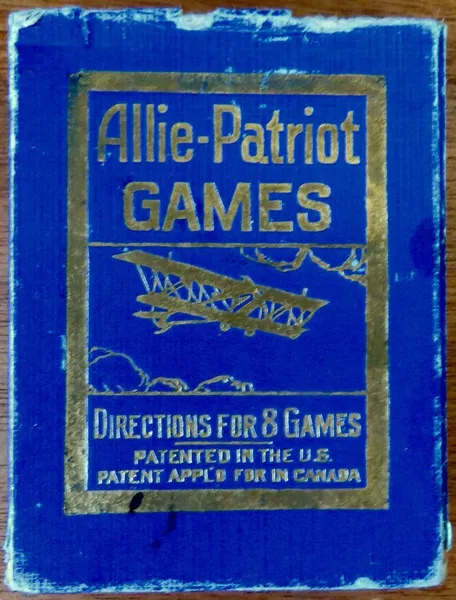 Allie-Patriot
GAMES
DIRECTIONS FOR 8 GAMES
PATENTED IN THE U.S.
PATENT APPL'D FOR IN CANADA